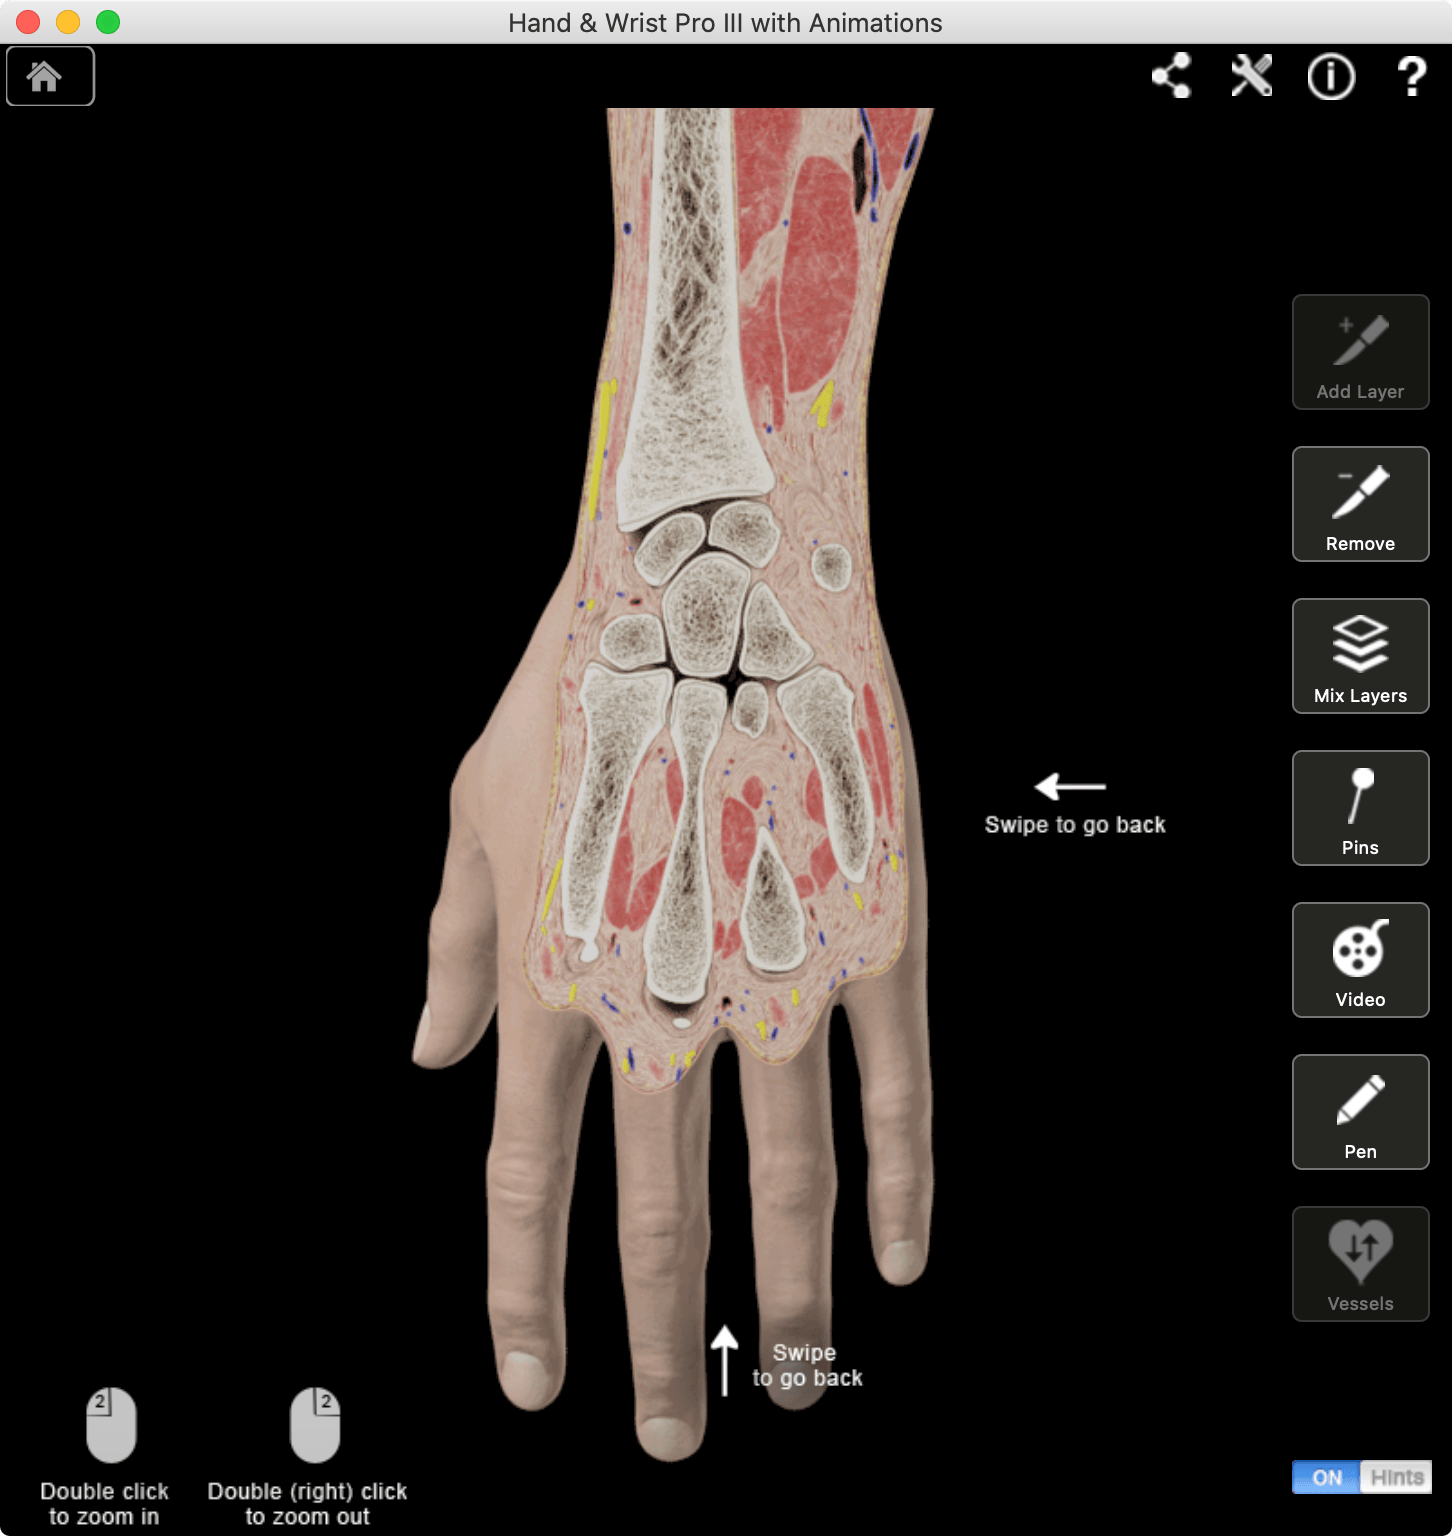 Hand & Wrist Pro III with Animations
?
Add Layer
Remove
Mix Layers
Swipe to go back
Pins
Video
Pen
Vessels
Swipe
to go back
2
2
Double click
to zoom in
Double (right) click
to zoom out
ON Hints